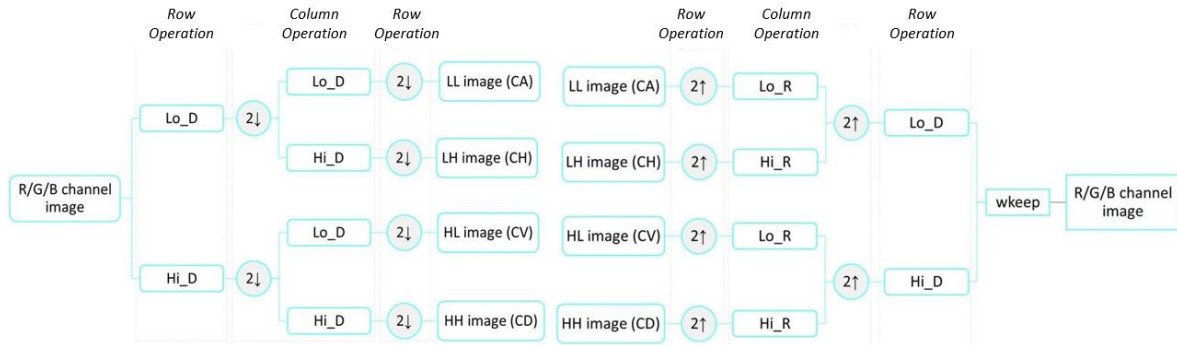 Row
Operation
Column
Operation
Row
Operation
Row
Operation
Column
Operation
Row
Operation
R/G/B channel
image
Lo_D
Hi_D
2↓
2↓
Lo_D
Hi_D
Lo_D
Hi_D
2↓
2↓
2↓
2↓
LL image (CA)
LH image (CH)
HL image (CV)
HH image (CD)
LL image (CA)
LH image (CH)
HL image (CV)
HH image (CD)
2↑
2↑
2↑
2↑
Lo_R
Hi_R
Lo_R
Hi_R
2↑
2↑
Lo_D
Hi_D
wkeep
R/G/B channel
image